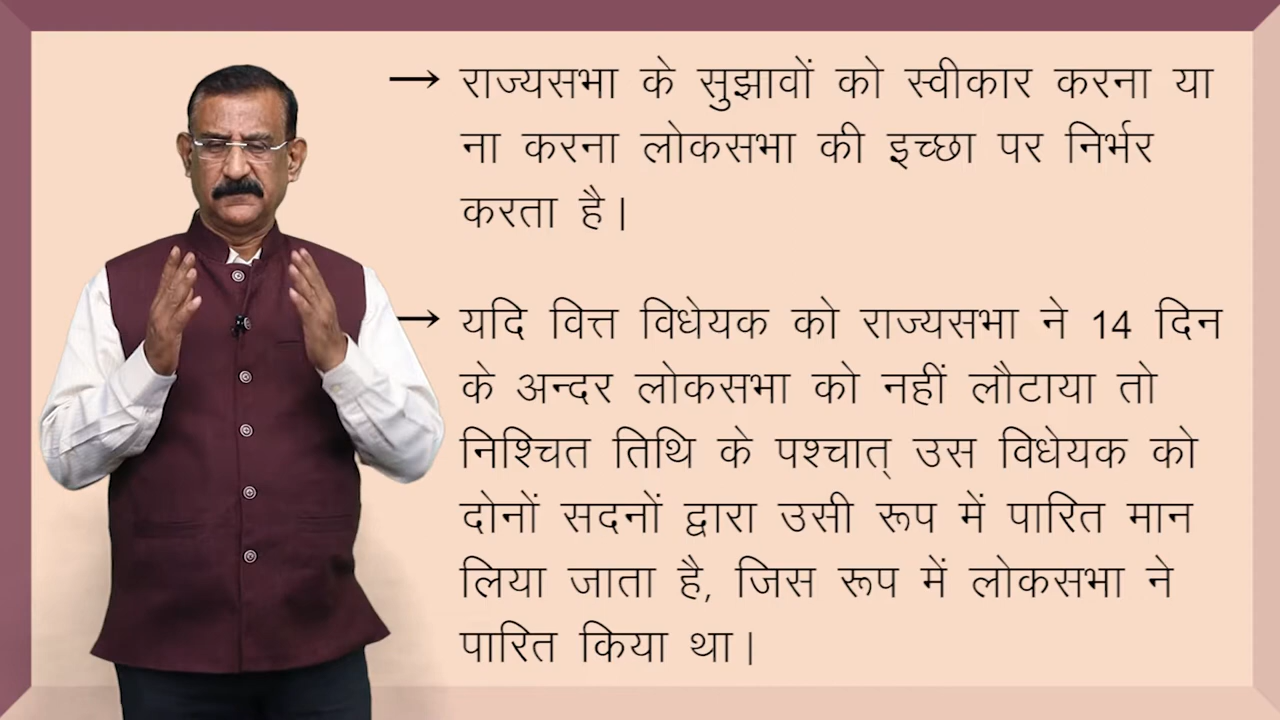 → राज्यसभा के सुझावों को स्वीकार करना या
ना करना लोकसभा की इच्छा पर निर्भर
करता है।
→ यदि वित्त विधेयक को राज्यसभा ने 14 दिन
के अन्दर लोकसभा को नहीं लौटाया तो
निश्चित तिथि के पश्चात् उस विधेयक को
दोनों सदनों द्वारा उसी रूप में पारित मान
लिया जाता है, जिस रूप में लोकसभा ने
पारित किया था।